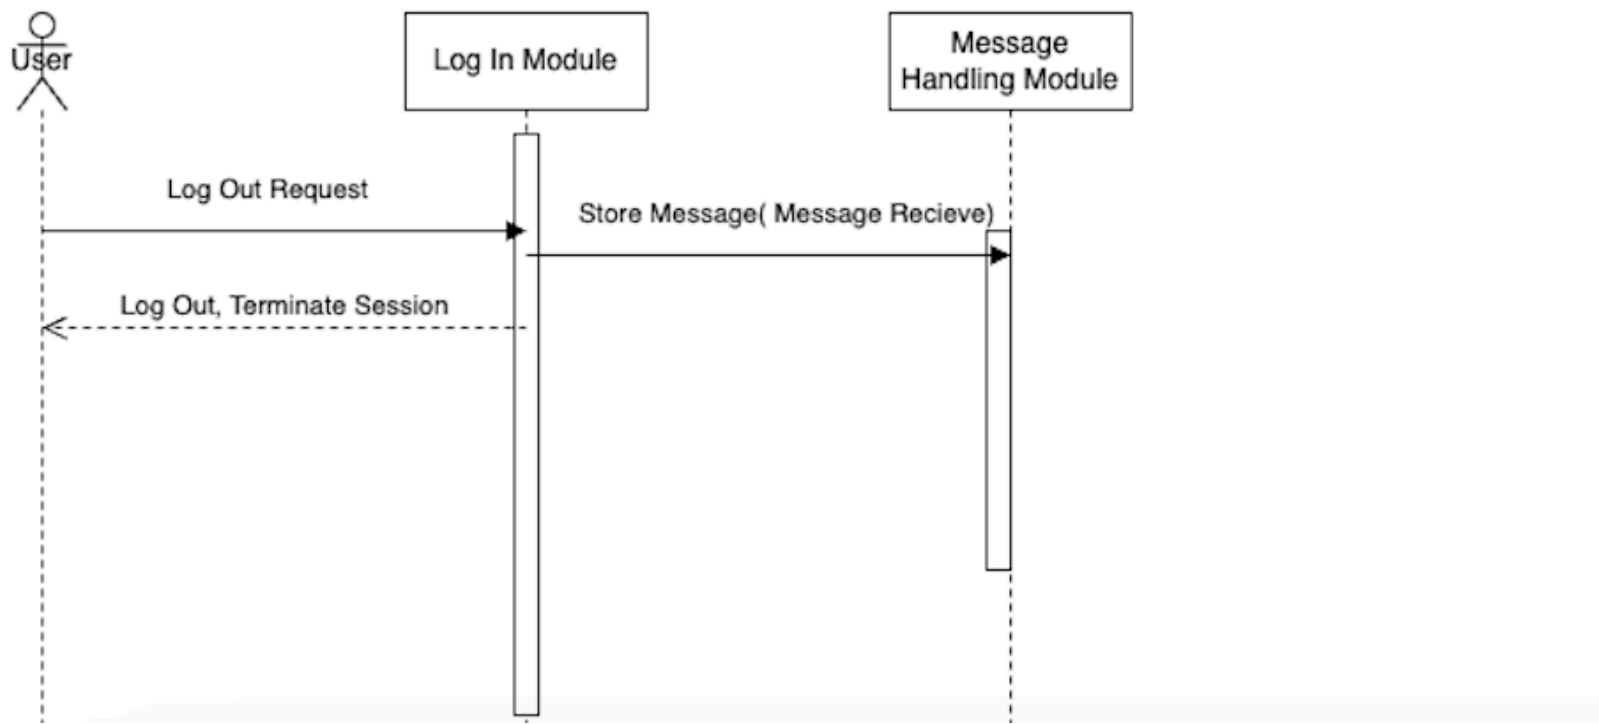 User
Log In Module
Message
Handling Module
Log Out Request
Store Message( Message Recieve)
Log Out, Terminate Session